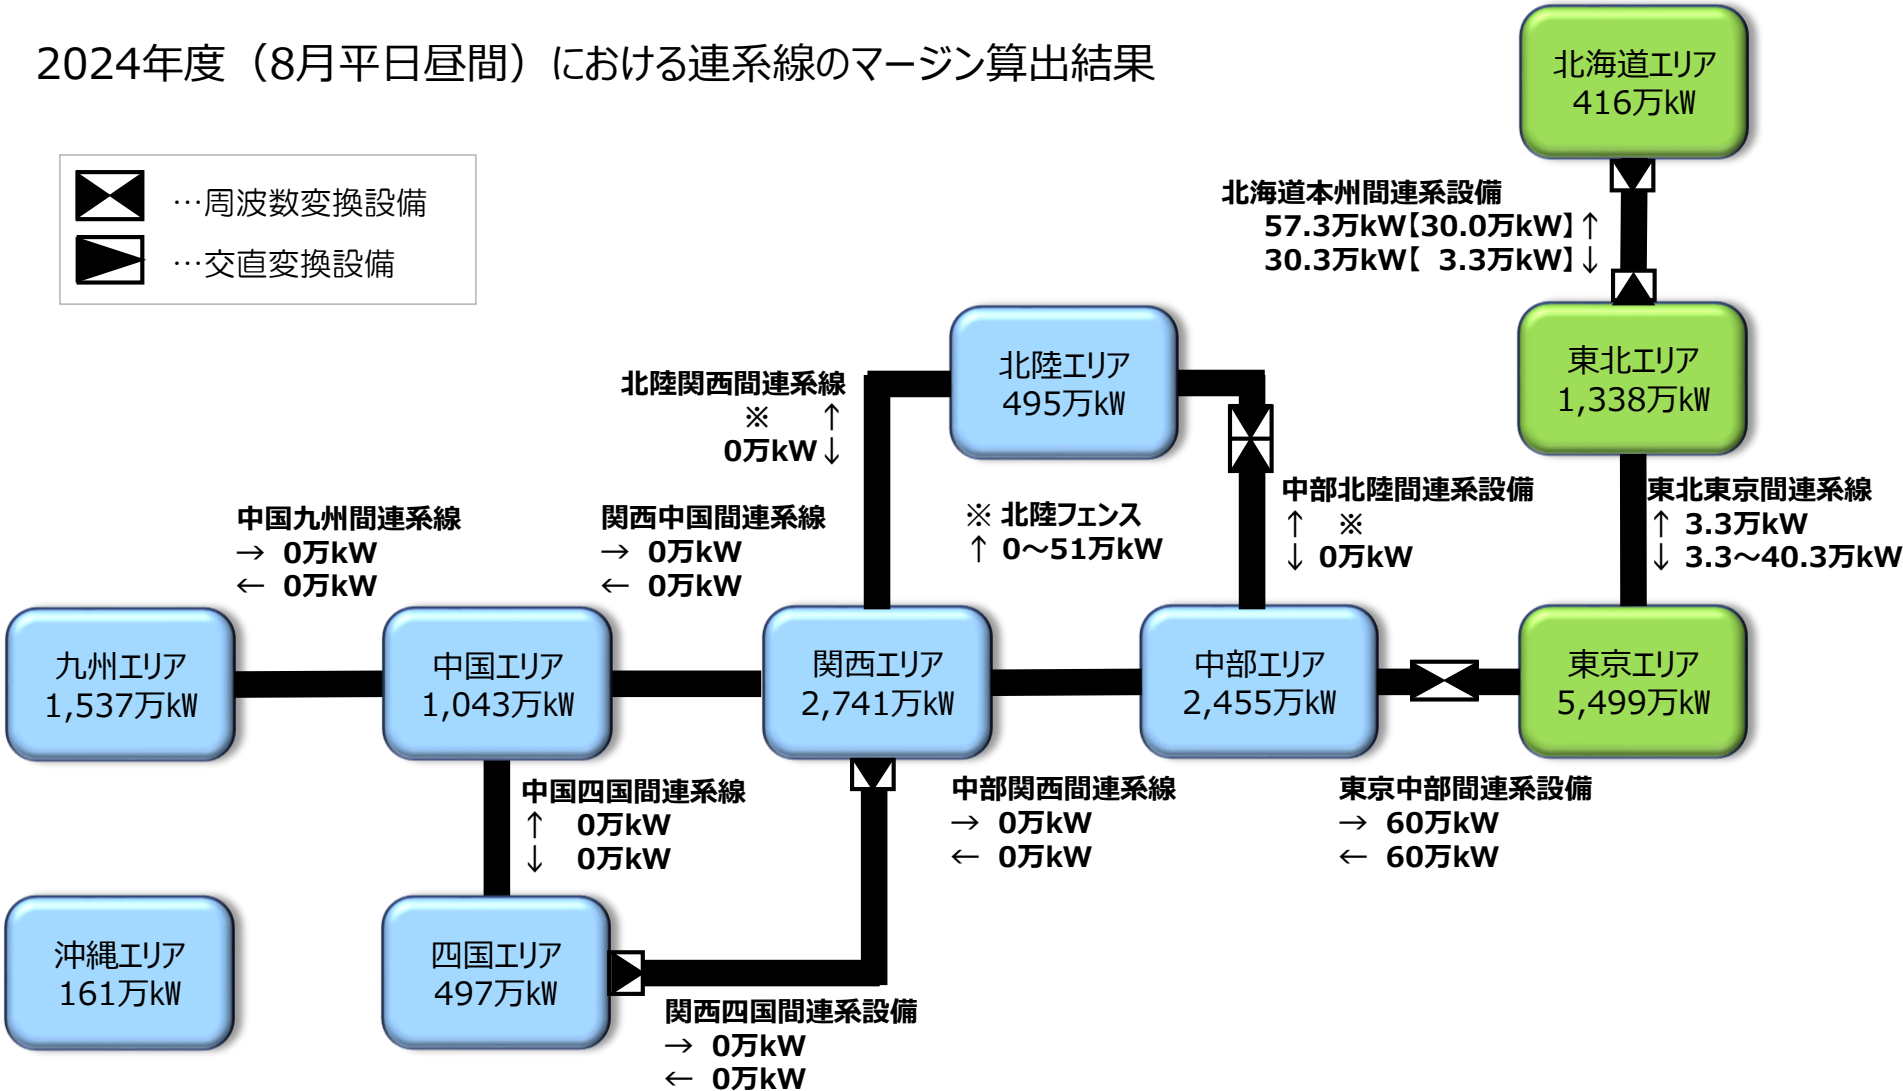 2024年度（8月平日昼間）における連系線のマージン算出結果
…周波数変換設備
…交直変換設備
北海道エリア
416万kW
北海道本州間連系設備
57.3万kW【30.0万kW】↑
30.3万kW【 3.3万kW】↓
東北エリア
1,338万kW
北陸エリア
495万kW
北陸関西間連系線
※ ↑
0万kW↓
※ 北陸フェンス
↑ 0～51万kW
中部北陸間連系設備
↑ ※
↓ 0万kW
東北東京間連系線
↑ 3.3万kW
↓ 3.3～40.3万kW
中国九州間連系線
→ 0万kW
← 0万kW
関西中国間連系線
→ 0万kW
← 0万kW
九州エリア
1,537万kW
中国エリア
1,043万kW
関西エリア
2,741万kW
中部エリア
2,455万kW
東京エリア
5,499万kW
中国四国間連系線
↑ 0万kW
↓ 0万kW
中部関西間連系線
→ 0万kW
← 0万kW
東京中部間連系設備
→ 60万kW
← 60万kW
沖縄エリア
161万kW
四国エリア
497万kW
関西四国間連系設備
→ 0万kW
← 0万kW